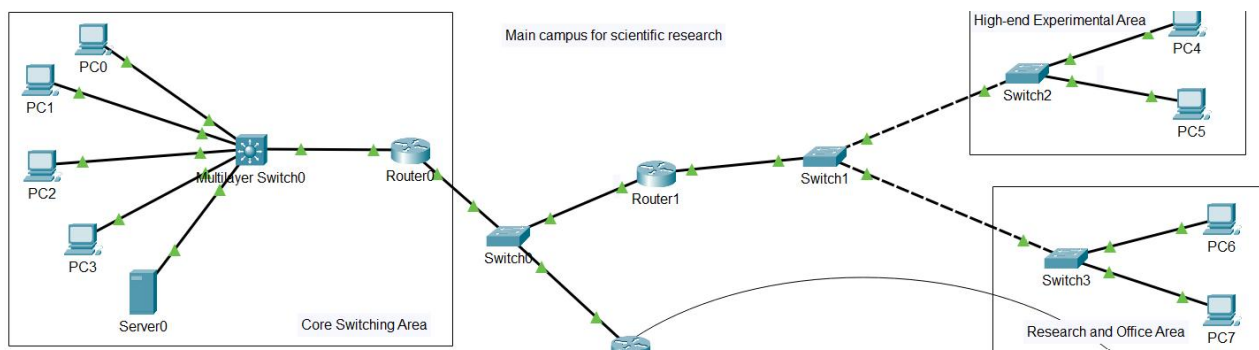 Main campus for scientific research
High-end Experimental Area
PC0
PC1
PC2
PC3
Server0
Multilayer Switch0
Core Switching Area
Router0
Switch0
Router1
Switch1
Switch2
PC4
PC5
Switch3
PC6
PC7
Research and Office Area